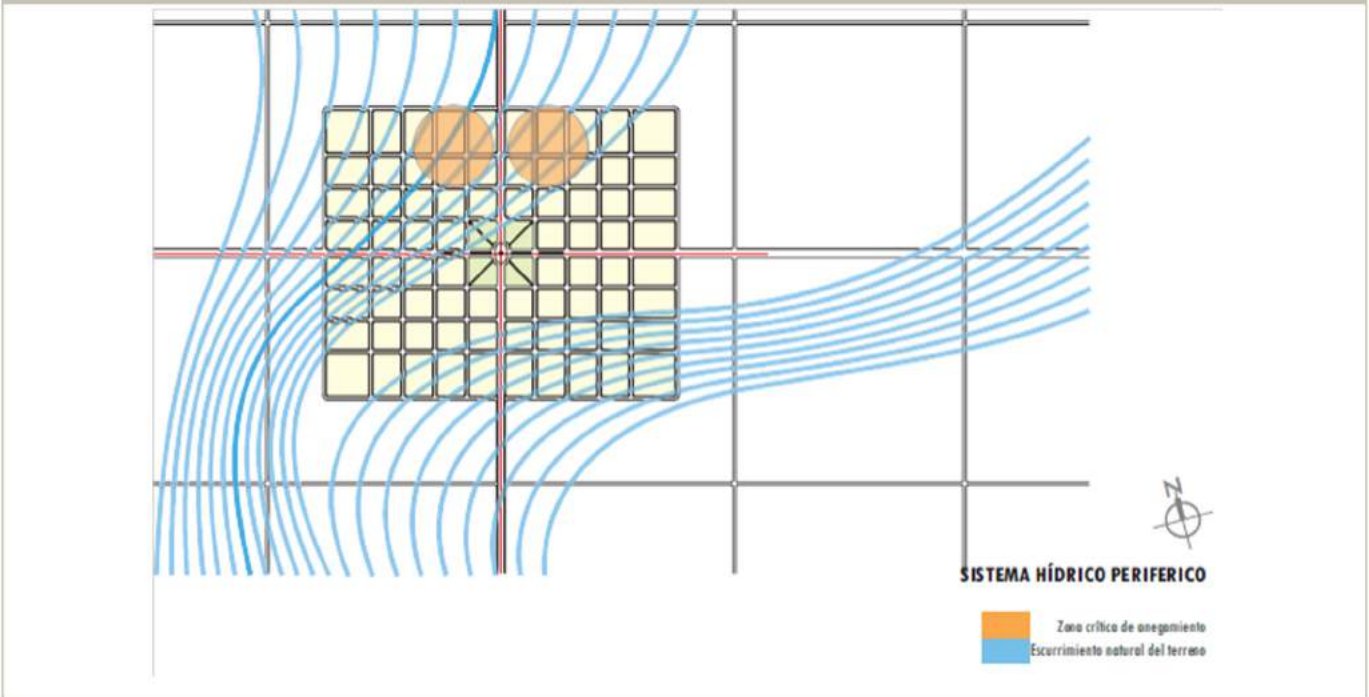 N
SISTEMA HÍDRICO PERIFERICO
Zona crítica de anegamiento
Escurrimiento natural del terreno